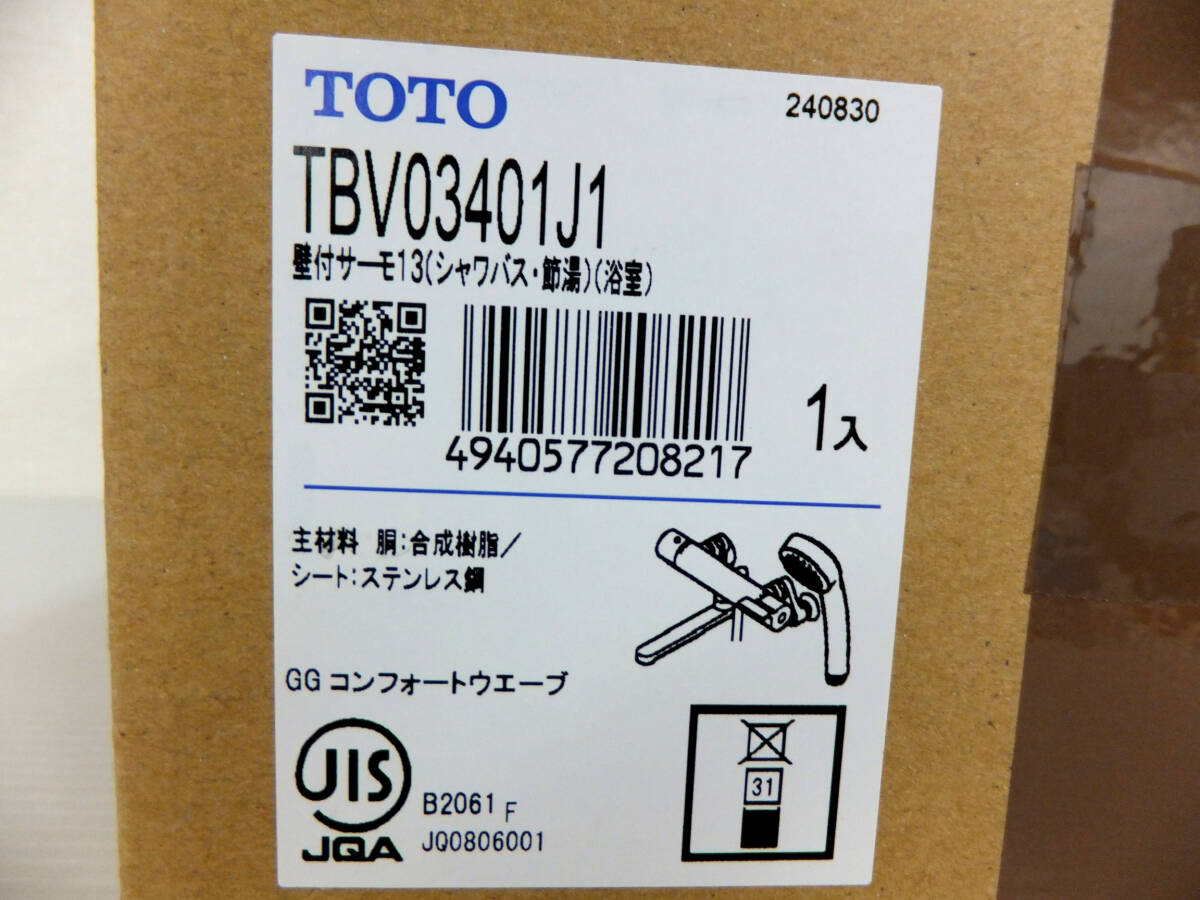 TOTO
240830
TBV03401J1
壁付サーモ13(シャワバス・節湯)(浴室)
4940577208217
1入
主材料 胴:合成樹脂/
シート:ステンレス鋼
GGコンフォートウエーブ
JIS
JQA
B2061 F
JQ0806001
31